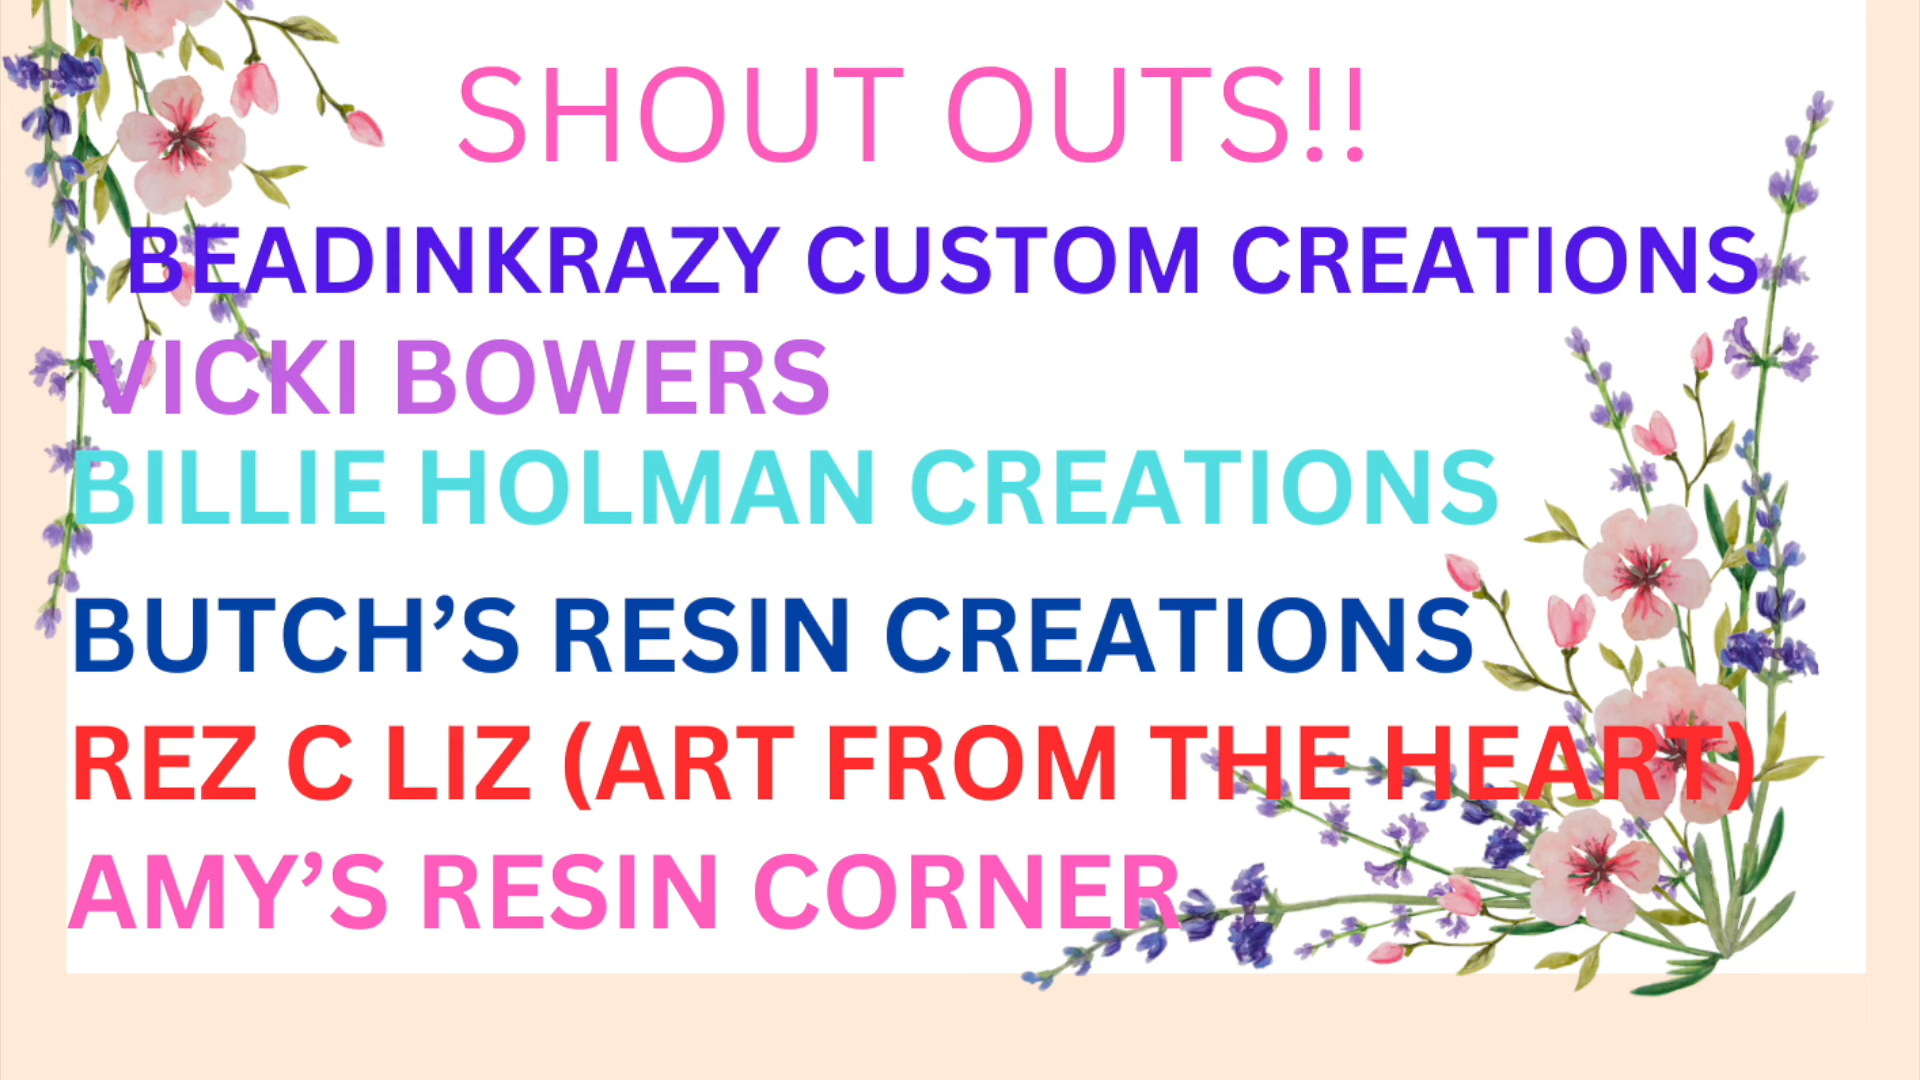 SHOUT OUTS!!
BEADINKRAZY CUSTOM CREATIONS
VICKI BOWERS
BILLIE HOLMAN CREATIONS
BUTCH’S RESIN CREATIONS
REZ C LIZ (ART FROM THE HEART)
AMY’S RESIN CORNER